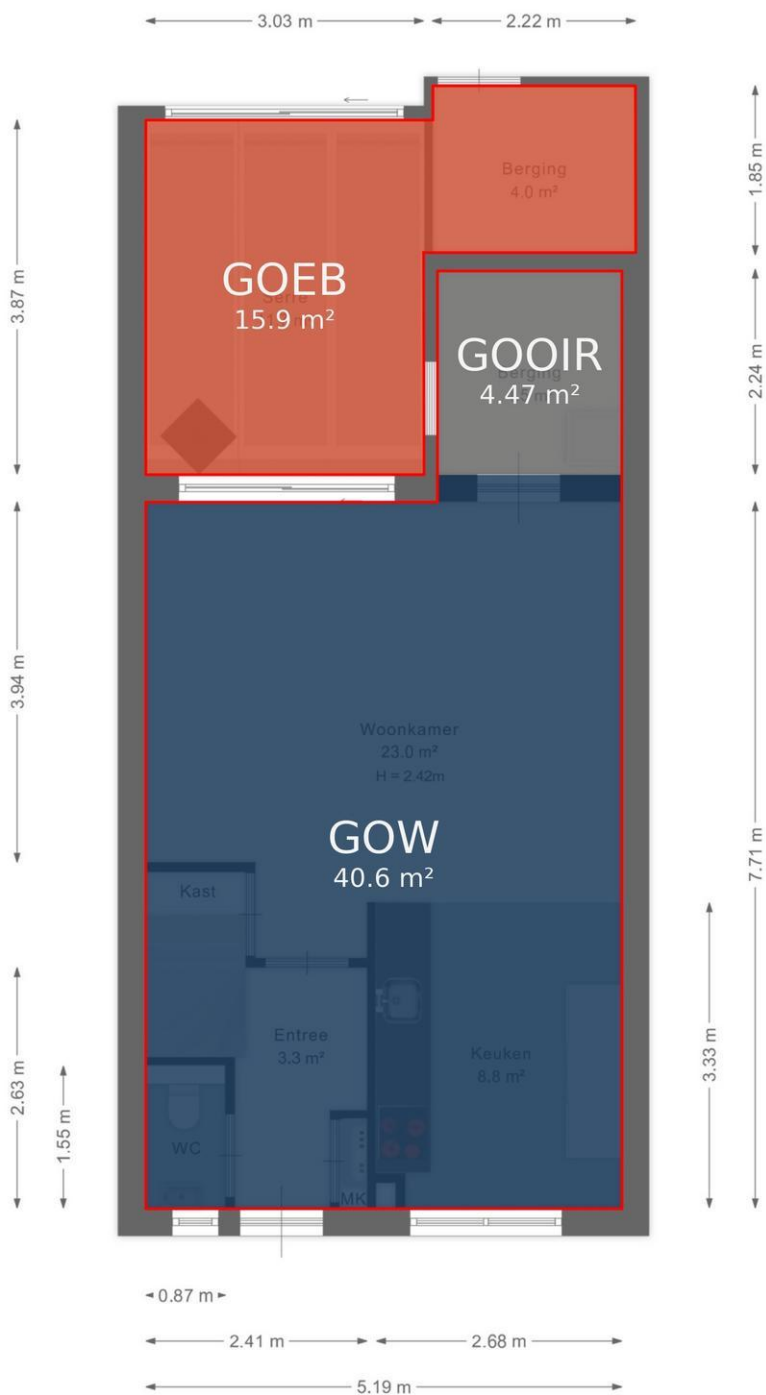 3.03 m
2.22 m
Berging
4.0 m²
1.85 m
3.87 m
GOEB
Serre
15.9 m²
2.24 m
GOOIR
Berging
4.47 m²
3.94 m
7.71 m
Woonkamer
23.0 m²
H = 2.42m
GOW
40.6 m²
Kast
Entree
3.3 m²
Keuken
8.8 m²
3.33 m
2.63 m
1.55 m
WC
MK
0.87 m
2.41 m
2.68 m
5.19 m